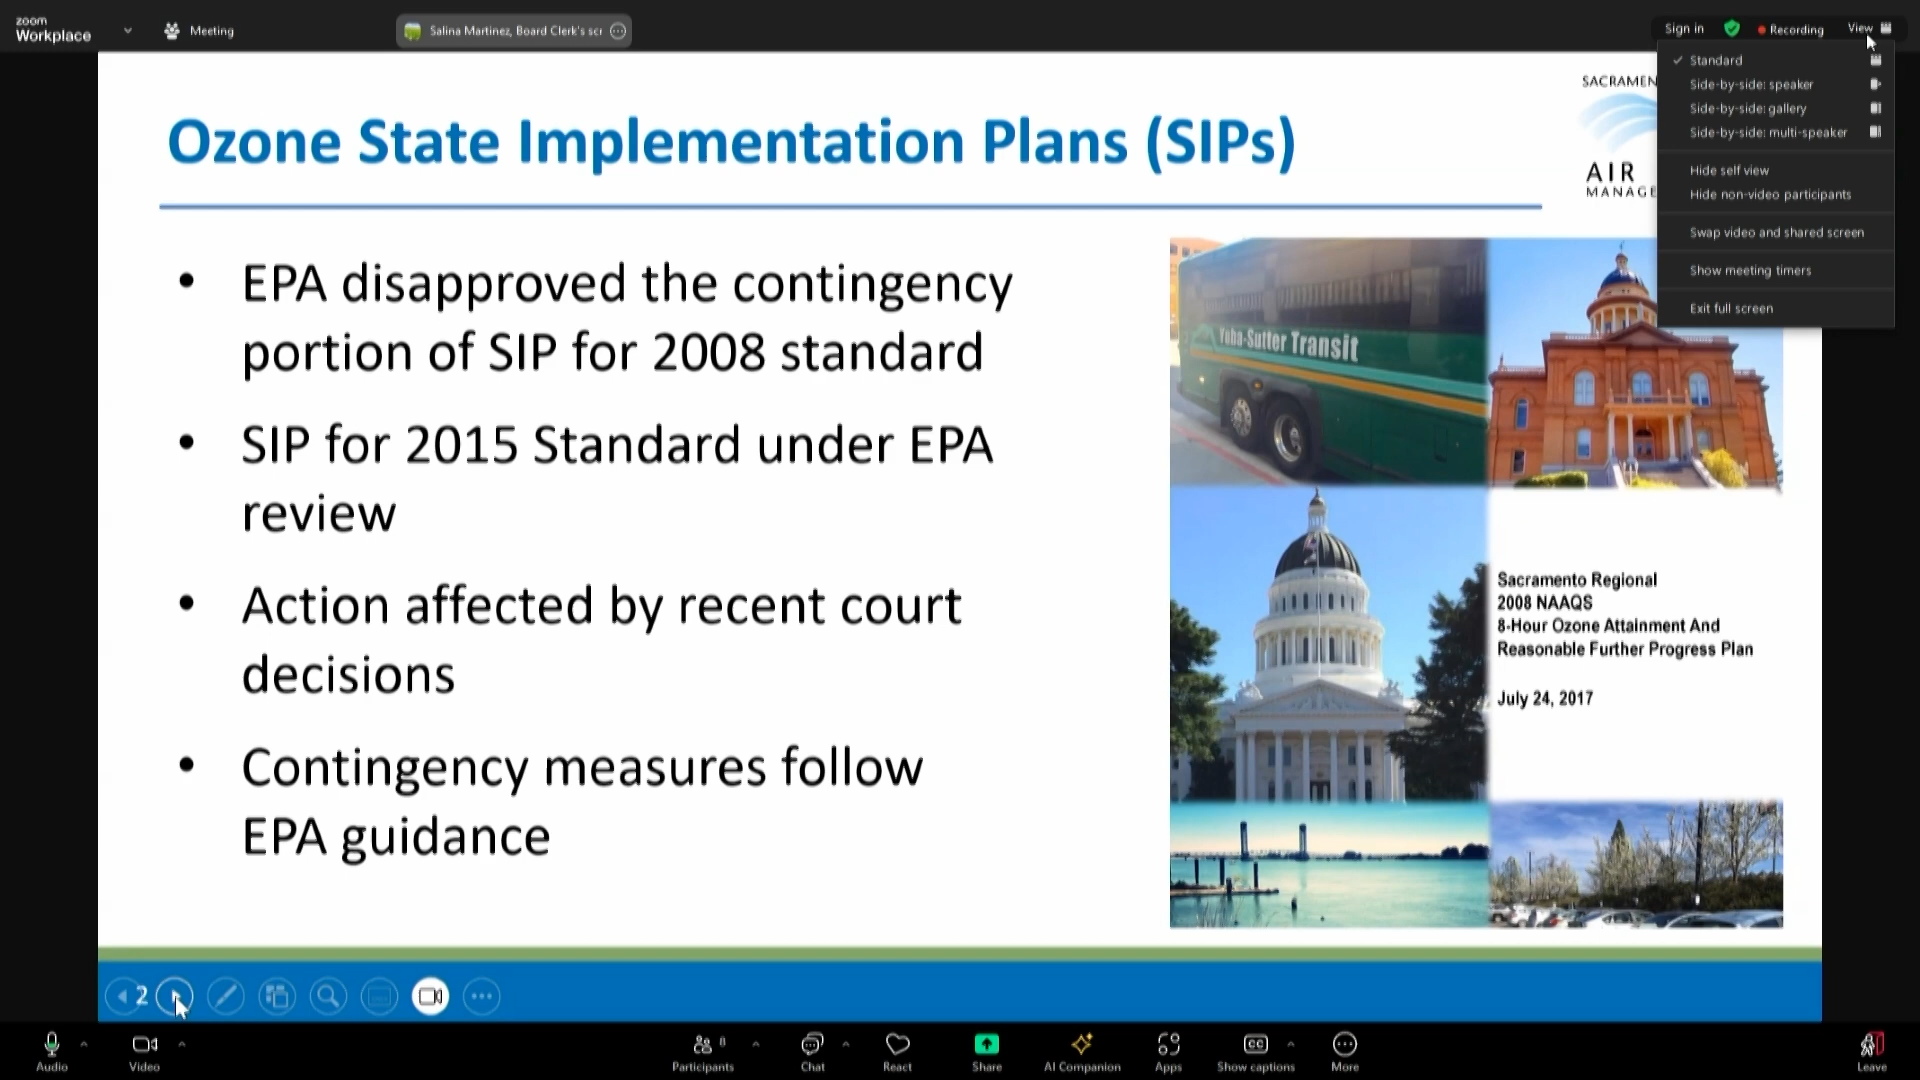 zoom
Workplace
Meeting
Salina Martinez, Board Clerk's scr
Sign in
Recording
View
Standard
Side-by-side: speaker
Side-by-side: gallery
Side-by-side: multi-speaker
Hide self view
Hide non-video participants
Swap video and shared screen
Show meeting timers
Exit full screen
SACRAMEN
AIR
MANAGE
Ozone State Implementation Plans (SIPs)
• EPA disapproved the contingency
portion of SIP for 2008 standard
• SIP for 2015 Standard under EPA
review
• Action affected by recent court
decisions
• Contingency measures follow
EPA guidance
Yuba-Sutter Transit
Sacramento Regional
2008 NAAQS
8-Hour Ozone Attainment And
Reasonable Further Progress Plan
July 24, 2017
2
Audio
Video
Participants
8
Chat
React
Share
AI Companion
Apps
CC
Show captions
More
Leave